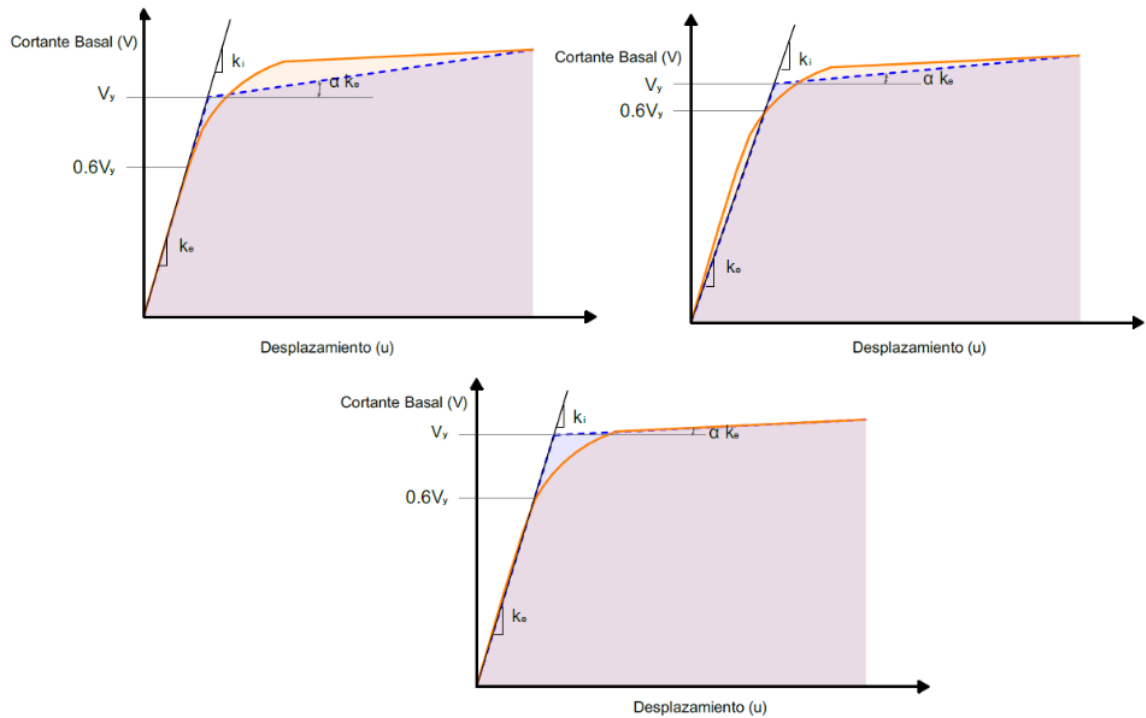 Cortante Basal (V)
kᵢ
Vᵧ
α kₑ
0.6Vᵧ
kₑ
Desplazamiento (u)
Cortante Basal (V)
kᵢ
Vᵧ
α kₑ
0.6Vᵧ
kₑ
Desplazamiento (u)
Cortante Basal (V)
kᵢ
Vᵧ
α kₑ
0.6Vᵧ
kₑ
Desplazamiento (u)